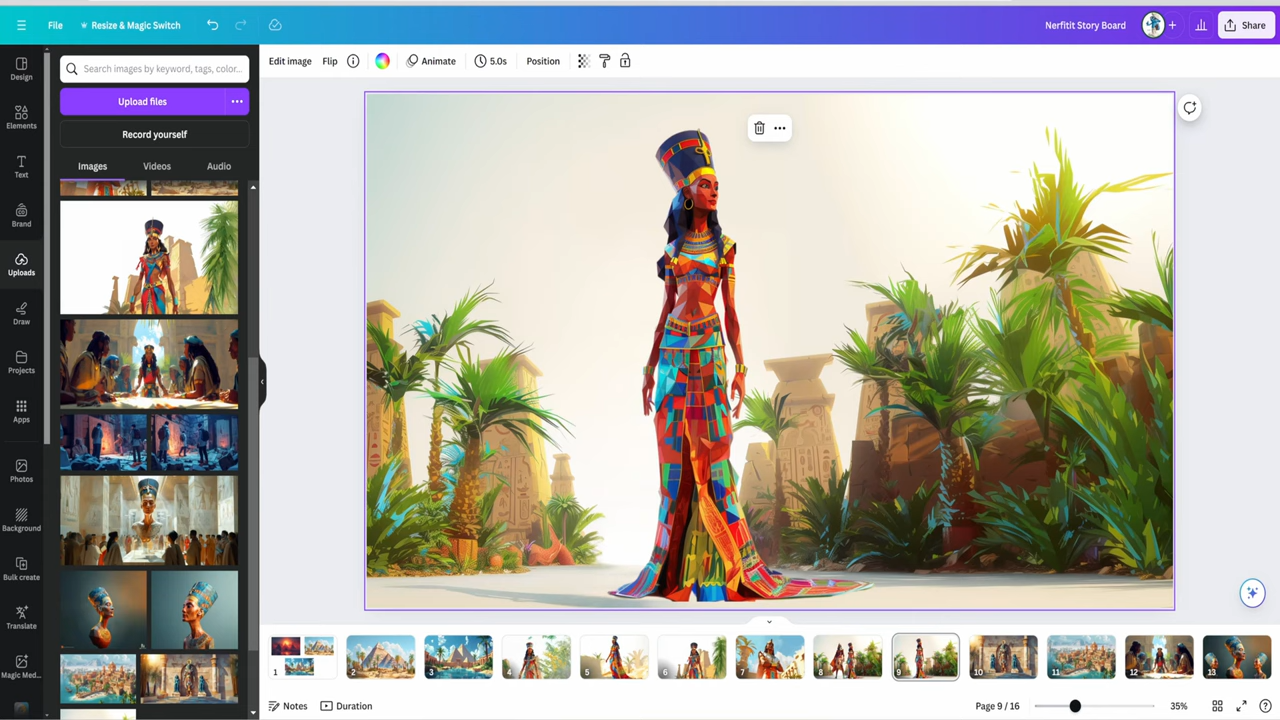 File
Resize & Magic Switch
Nerfitit Story Board
Share
Design
Elements
Text
Brand
Uploads
Draw
Projects
Apps
Photos
Background
Bulk create
Translate
Magic Med...
Search images by keyword, tags, color...
Upload files
Record yourself
Images Videos Audio
Edit image
Flip
Animate
5.0s
Position
1
2
3
4
5
6
7
8
9
10
11
12
13
Notes
Duration
Page 9 / 16
35%